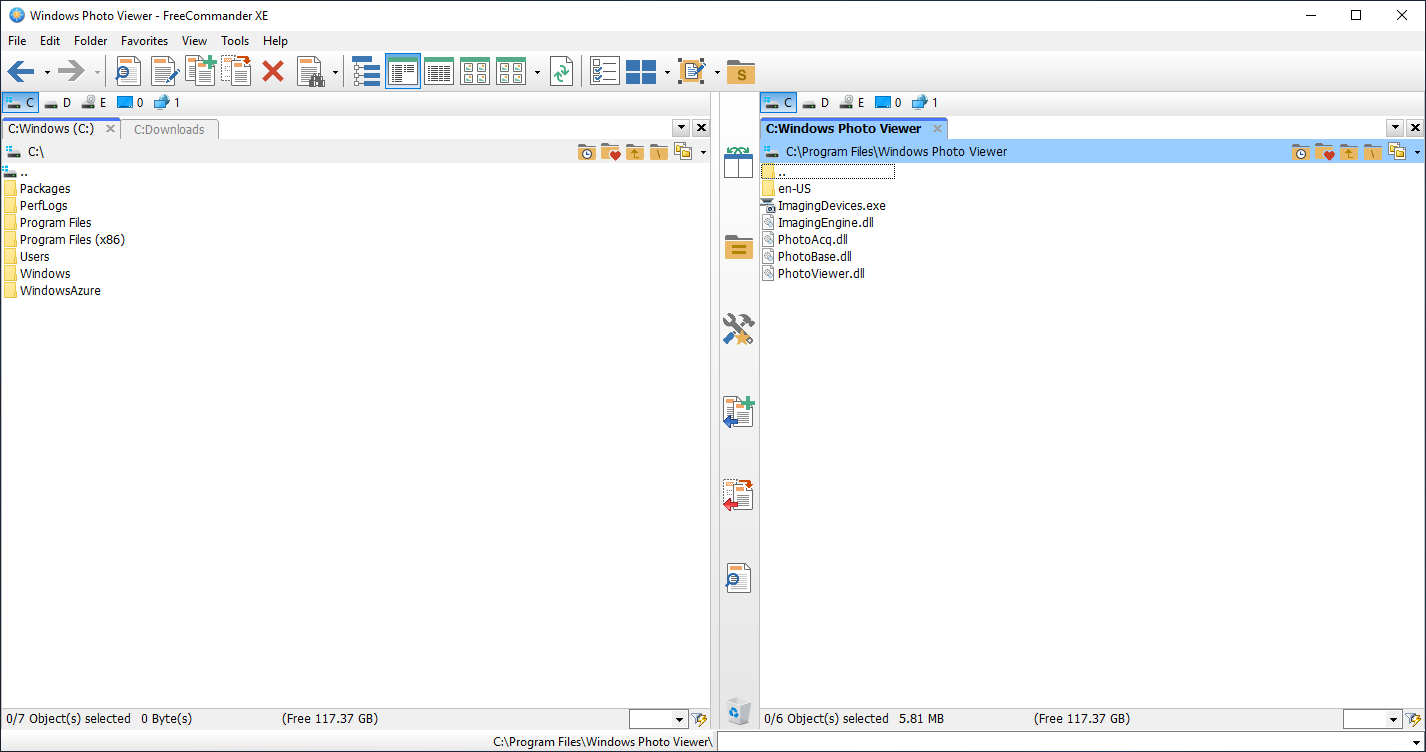 Windows Photo Viewer - FreeCommander XE
File Edit Folder Favorites View Tools Help
S
C D E 0 1
C D E 0 1
C:Windows (C:) C:Downloads
C:Windows Photo Viewer
C:\
\
C:\Program Files\Windows Photo Viewer
\
..
Packages
PerfLogs
Program Files
Program Files (x86)
Users
Windows
WindowsAzure
..
en-US
ImagingDevices.exe
ImagingEngine.dll
PhotoAcq.dll
PhotoBase.dll
PhotoViewer.dll
0/7 Object(s) selected 0 Byte(s) (Free 117.37 GB)
0/6 Object(s) selected 5.81 MB (Free 117.37 GB)
C:\Program Files\Windows Photo Viewer\